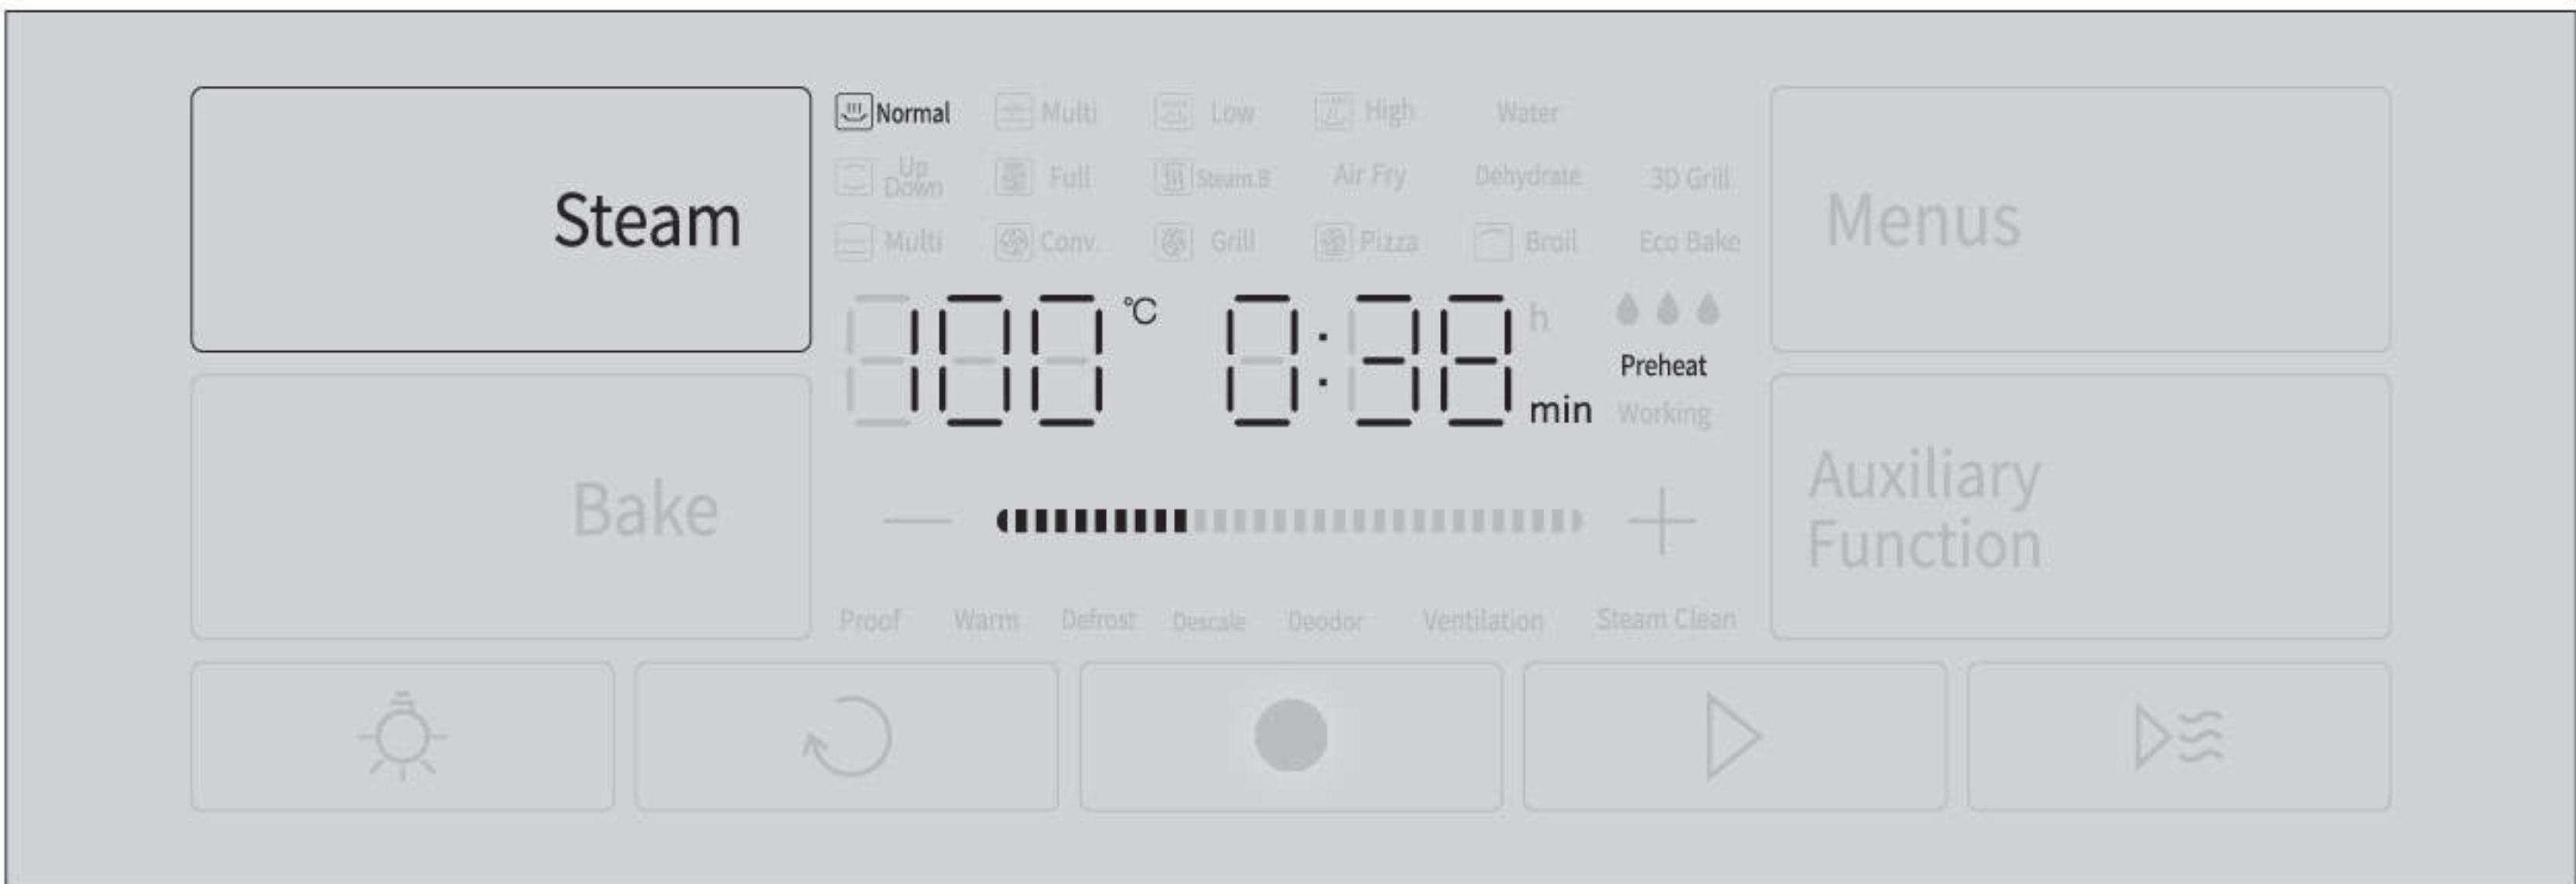 Normal Multi Low High Water
Up Down Full Steam.B Air Fry Dehydrate 3D Grill
Multi Conv. Grill Pizza Broil Eco Bake
Steam
Menus
100 °C 0:38 h min
Preheat
Working
Bake
Auxiliary
Function
Proof Warm Defrost Descale Deodor Ventilation Steam Clean